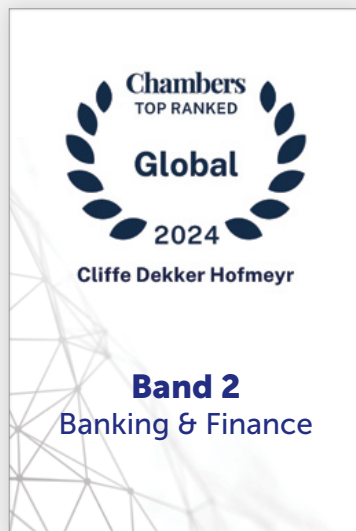 Chambers
TOP RANKED
Global
2024
Cliffe Dekker Hofmeyr
Band 2
Banking & Finance